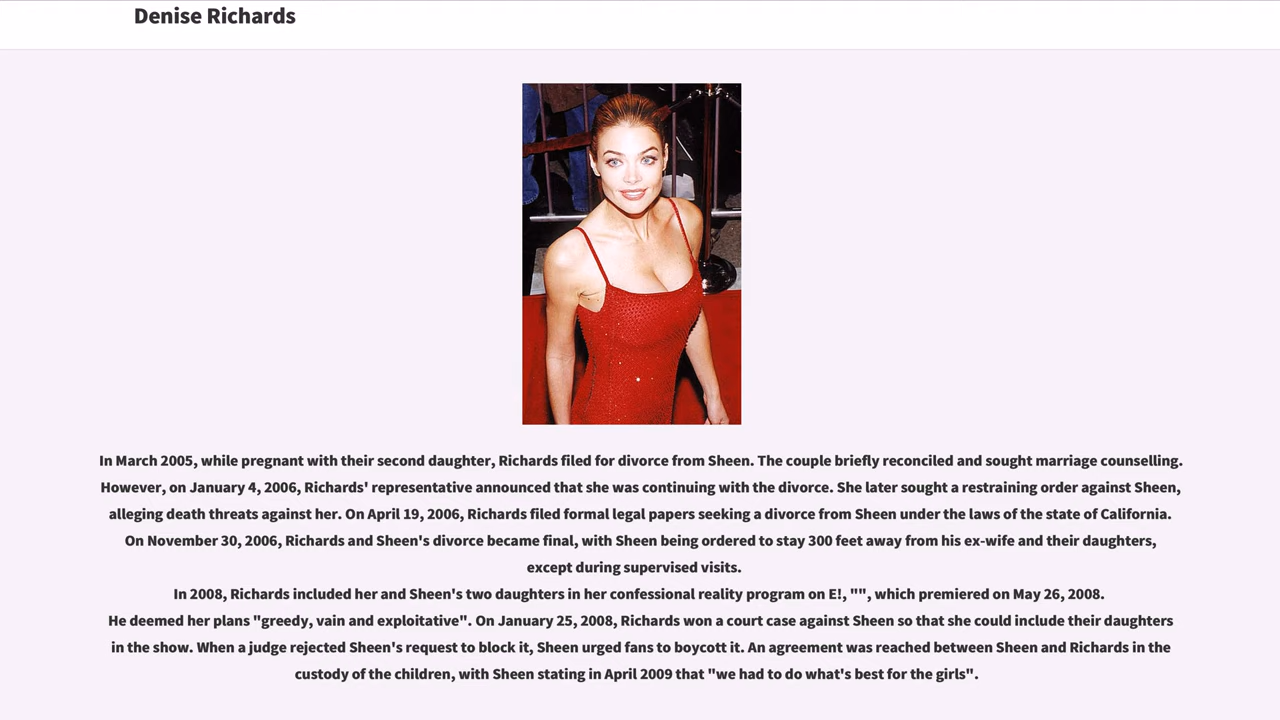 Denise Richards
In March 2005, while pregnant with their second daughter, Richards filed for divorce from Sheen. The couple briefly reconciled and sought marriage counselling.
However, on January 4, 2006, Richards' representative announced that she was continuing with the divorce. She later sought a restraining order against Sheen,
alleging death threats against her. On April 19, 2006, Richards filed formal legal papers seeking a divorce from Sheen under the laws of the state of California.
On November 30, 2006, Richards and Sheen's divorce became final, with Sheen being ordered to stay 300 feet away from his ex-wife and their daughters,
except during supervised visits.
In 2008, Richards included her and Sheen's two daughters in her confessional reality program on E!, "", which premiered on May 26, 2008.
He deemed her plans "greedy, vain and exploitative". On January 25, 2008, Richards won a court case against Sheen so that she could include their daughters
in the show. When a judge rejected Sheen's request to block it, Sheen urged fans to boycott it. An agreement was reached between Sheen and Richards in the
custody of the children, with Sheen stating in April 2009 that "we had to do what's best for the girls".